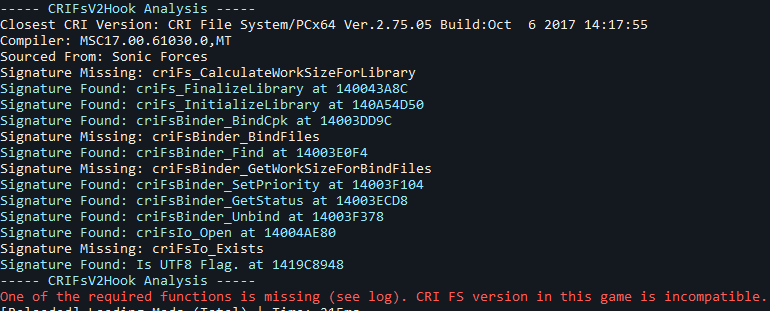 ----- CRIFsV2Hook Analysis -----
Closest CRI Version: CRI File System/PCx64 Ver.2.75.05 Build:Oct  6 2017 14:17:55
Compiler: MSC17.00.61030.0,MT
Sourced From: Sonic Forces
Signature Missing: criFs_CalculateWorkSizeForLibrary
Signature Found: criFs_FinalizeLibrary at 140043A8C
Signature Found: criFs_InitializeLibrary at 140A54D50
Signature Found: criFsBinder_BindCpk at 14003DD9C
Signature Missing: criFsBinder_BindFiles
Signature Found: criFsBinder_Find at 14003E0F4
Signature Missing: criFsBinder_GetWorkSizeForBindFiles
Signature Found: criFsBinder_SetPriority at 14003F104
Signature Found: criFsBinder_GetStatus at 14003ECD8
Signature Found: criFsBinder_Unbind at 14003F378
Signature Found: criFsIo_Open at 14004AE80
Signature Missing: criFsIo_Exists
Signature Found: Is UTF8 Flag. at 1419C8948
----- CRIFsV2Hook Analysis -----
One of the required functions is missing (see log). CRI FS version in this game is incompatible.